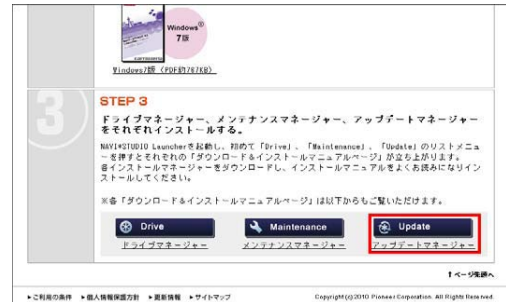 Windows®
7版
Windows7版 (PDF約767KB)
3
STEP 3
ドライブマネージャー、メンテナンスマネージャー、アップデートマネージャー
をそれぞれインストールする。
NAVI*STUDIO Launcherを起動し、初めて「Drive」、「Maintenance」、「Update」のリストメニュ
ーを押すとそれぞれの「ダウンロード&インストールマニュアルページ」が立ち上がります。
各インストールマネージャーをダウンロードし、インストールマニュアルをよくお読みになりイン
ストールしてください。
※各「ダウンロード&インストールマニュアルページ」は以下からもご覧いただけます。
Drive
Maintenance
Update
ドライブマネージャー
メンテナンスマネージャー
アップデートマネージャー
ページ先頭へ
ご利用の条件 個人情報保護方針 更新情報 サイトマップ
Copyright(c)2010 Pioneer Corporation. All Rights Reserved.